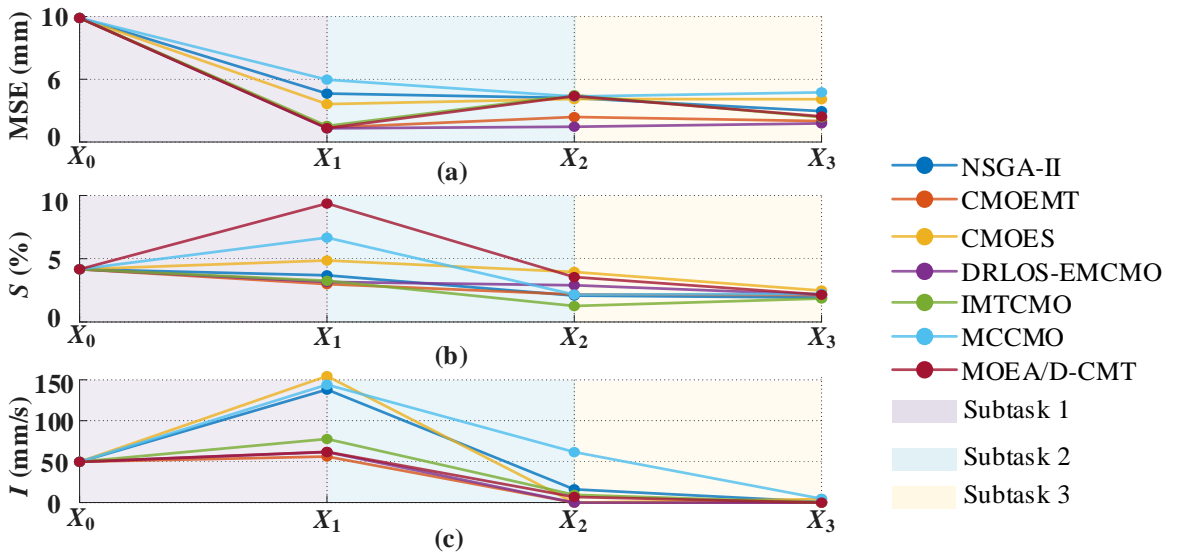 10
6
0
MSE (mm)
X₀ X₁ X₂ X₃
(a)
10
5
0
S (%)
X₀ X₁ X₂ X₃
(b)
150
100
50
0
I (mm/s)
X₀ X₁ X₂ X₃
(c)
NSGA-II
CMOEMT
CMOES
DRLOS-EMCMO
IMTCMO
MCCMO
MOEA/D-CMT
Subtask 1
Subtask 2
Subtask 3